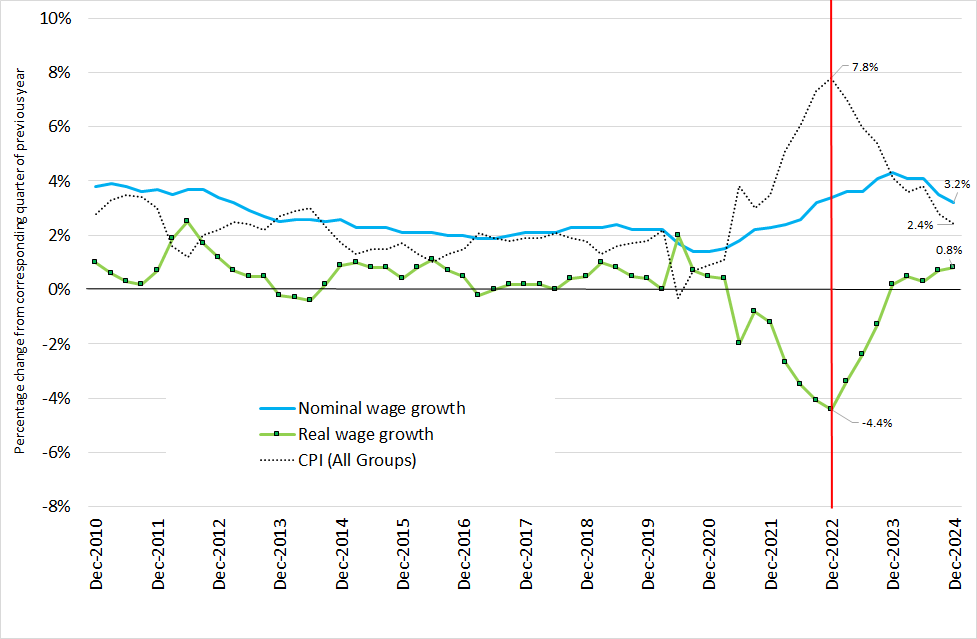 10%
8%
6%
4%
2%
0%
-2%
-4%
-6%
-8%
Percentage change from corresponding quarter of previous year
7.8%
3.2%
2.4%
0.8%
-4.4%
Nominal wage growth
Real wage growth
CPI (All Groups)
Dec-2010
Dec-2011
Dec-2012
Dec-2013
Dec-2014
Dec-2015
Dec-2016
Dec-2017
Dec-2018
Dec-2019
Dec-2020
Dec-2021
Dec-2022
Dec-2023
Dec-2024